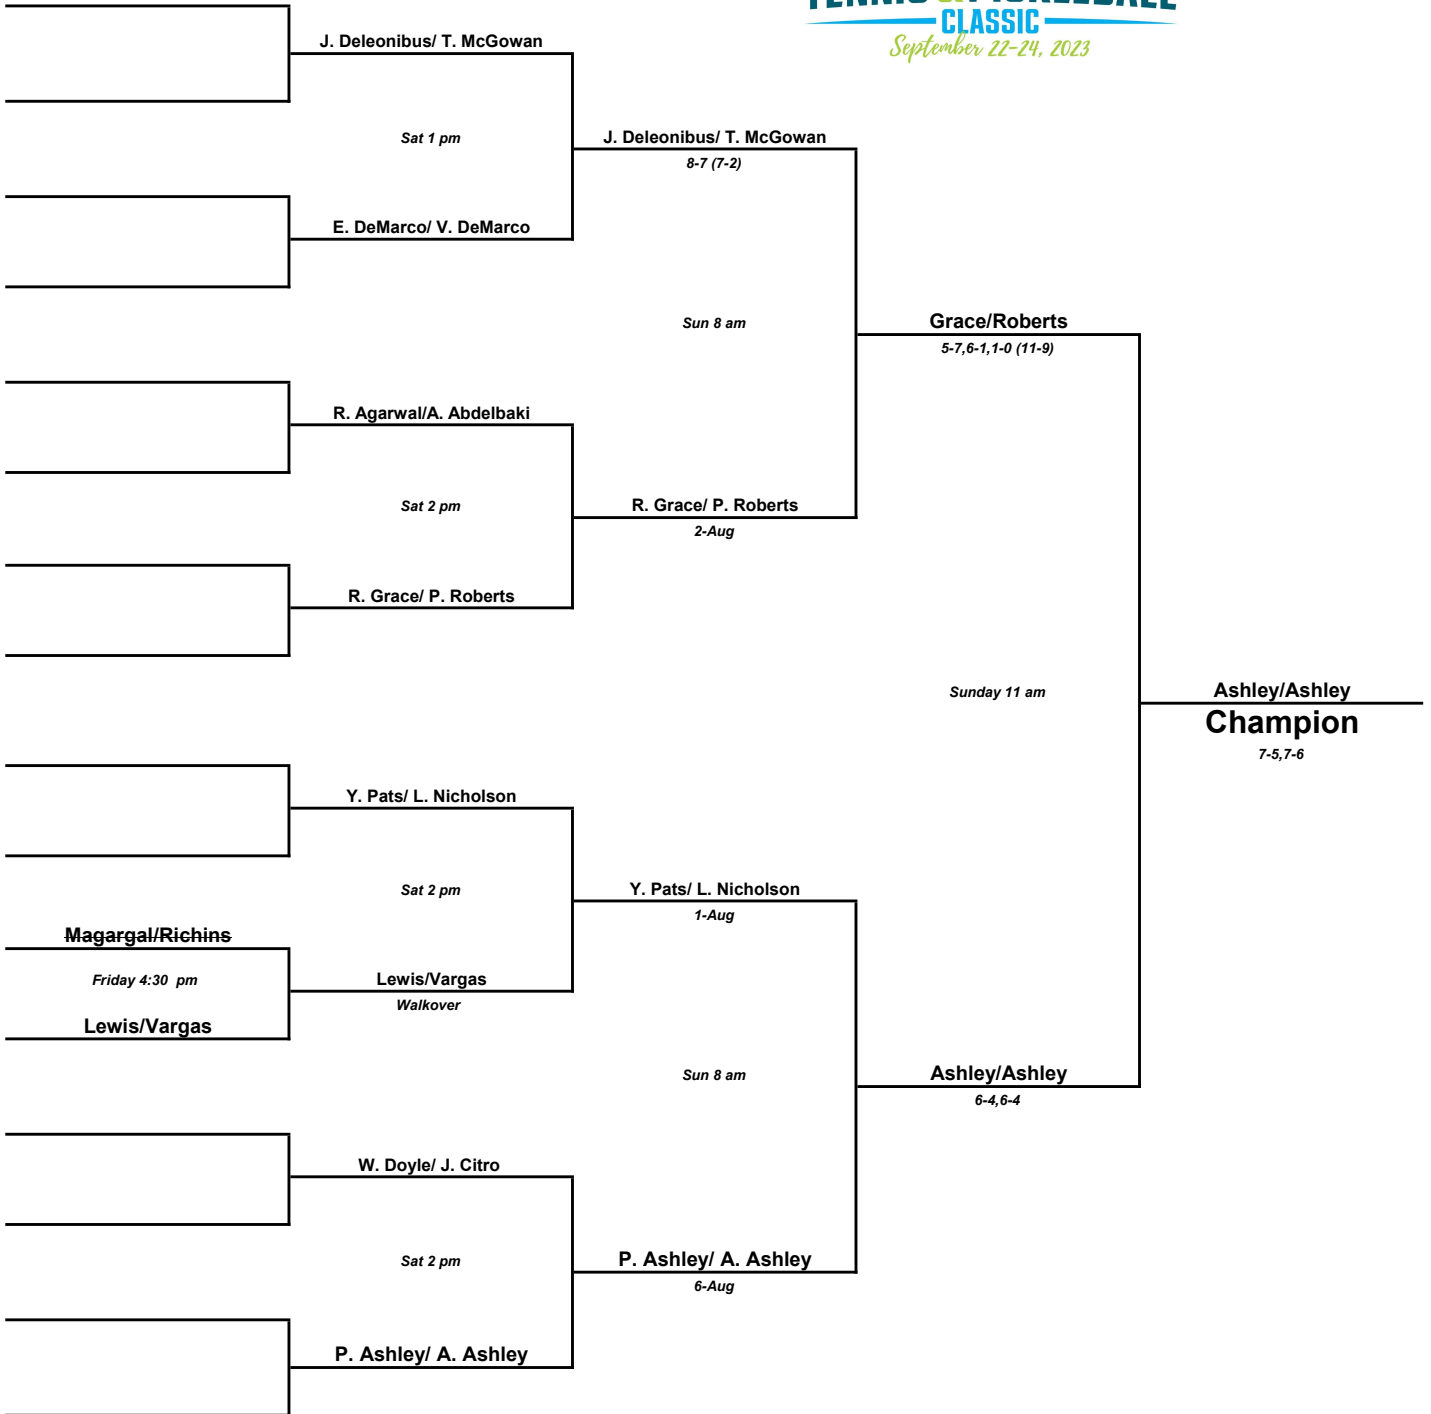 CLASSIC
September 22-24, 2023
J. Deleonibus/ T. McGowan
Sat 1 pm
J. Deleonibus/ T. McGowan
8-7 (7-2)
E. DeMarco/ V. DeMarco
Sun 8 am
Grace/Roberts
5-7,6-1,1-0 (11-9)
R. Agarwal/A. Abdelbaki
Sat 2 pm
R. Grace/ P. Roberts
2-Aug
R. Grace/ P. Roberts
Sunday 11 am
Ashley/Ashley
Champion
7-5,7-6
Y. Pats/ L. Nicholson
Sat 2 pm
Y. Pats/ L. Nicholson
1-Aug
Magargal/Richins
Friday 4:30 pm
Lewis/Vargas
Walkover
Lewis/Vargas
Sun 8 am
Ashley/Ashley
6-4,6-4
W. Doyle/ J. Citro
Sat 2 pm
P. Ashley/ A. Ashley
6-Aug
P. Ashley/ A. Ashley